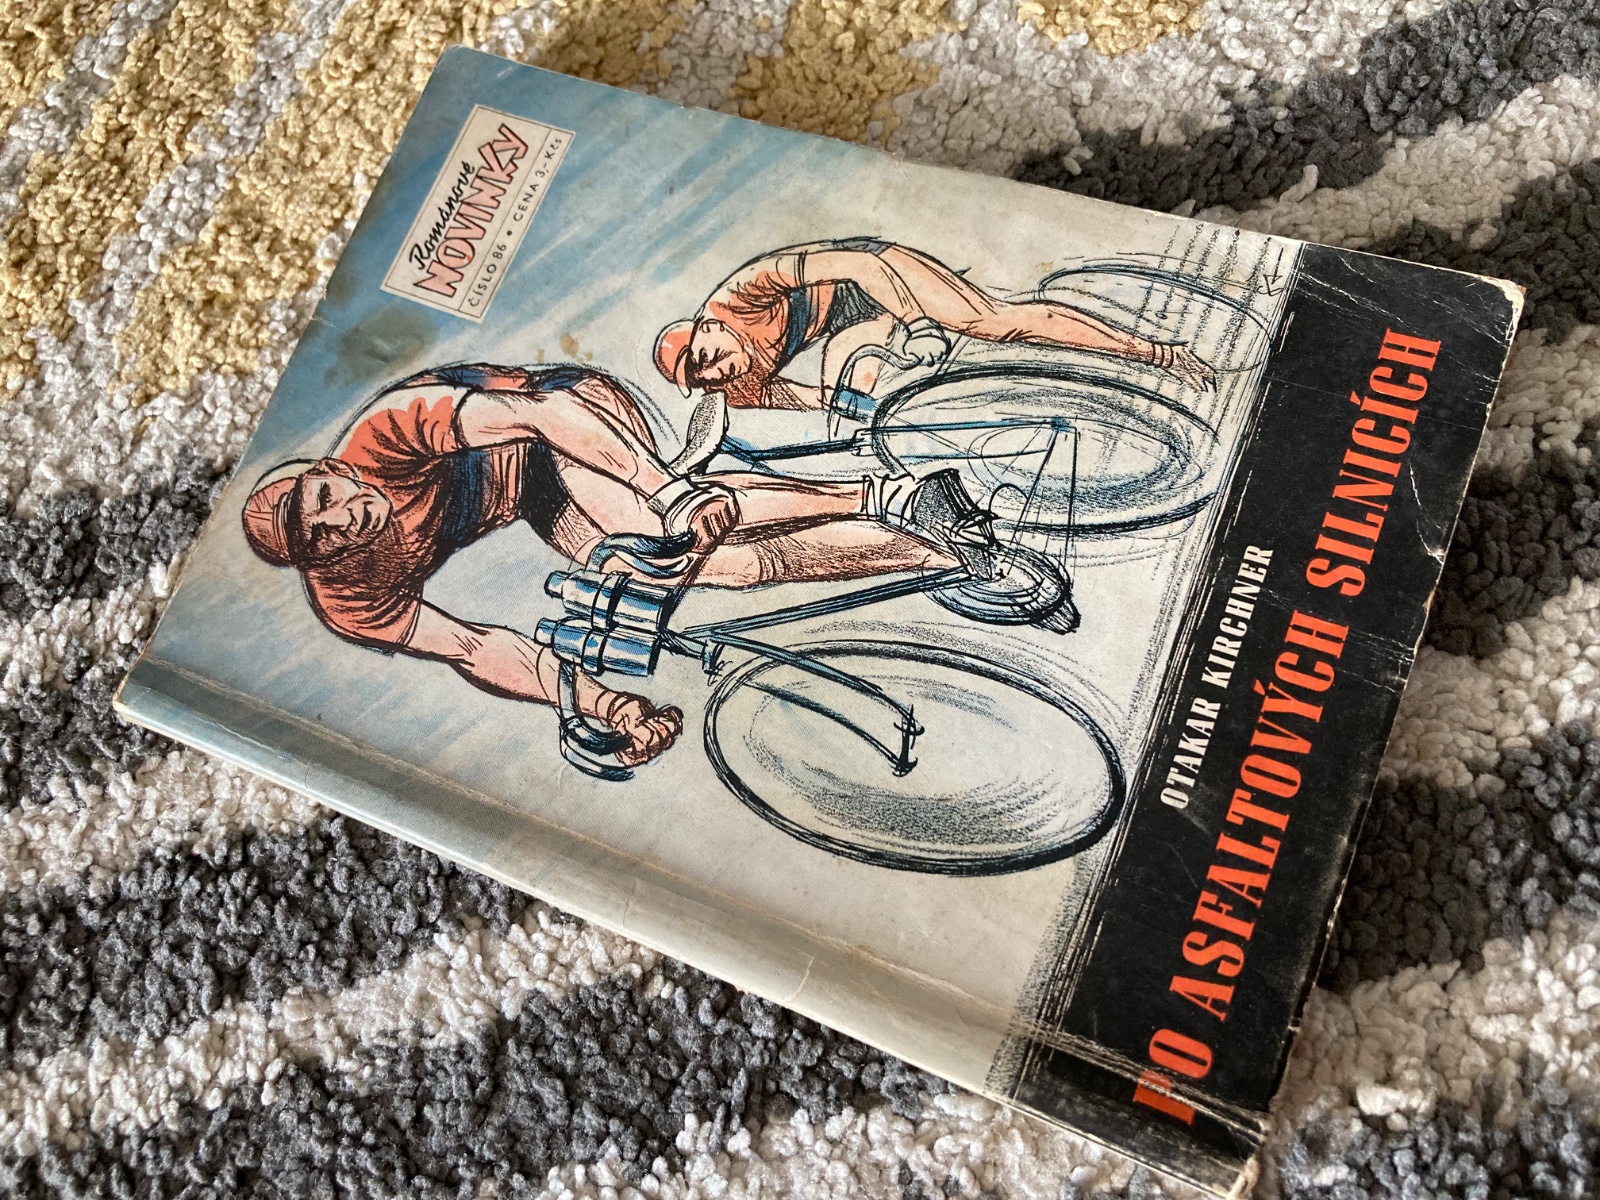 Románové
NOVINKY
ČÍSLO 86 • CENA 3,- Kčs
OTAKAR KIRCHNER
PO ASFALTOVÝCH SILNICÍCH